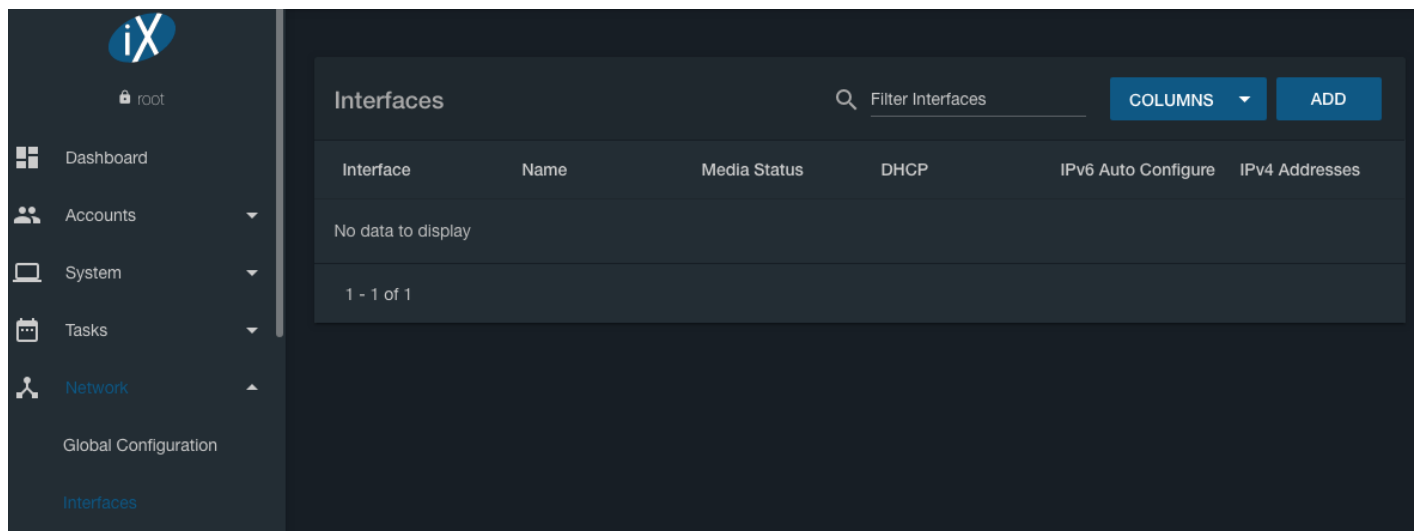 iX
root
Dashboard
Accounts
System
Tasks
Network
Global Configuration
Interfaces
Interfaces
Filter Interfaces
COLUMNS
ADD
Interface Name Media Status DHCP IPv6 Auto Configure IPv4 Addresses
No data to display
1 - 1 of 1